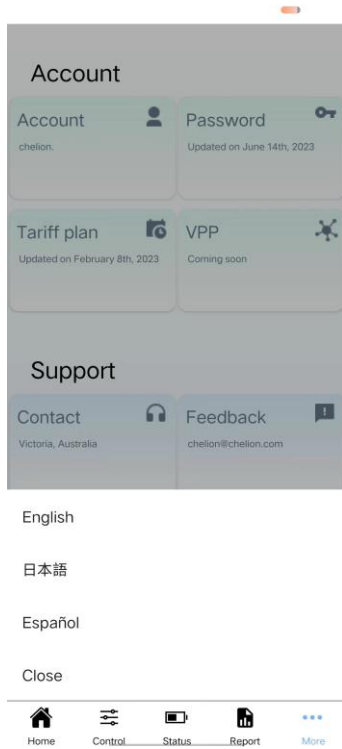 Account
Account
chelion.
Password
Updated on June 14th, 2023
Tariff plan
Updated on February 8th, 2023
VPP
Coming soon
Support
Contact
Victoria, Australia
Feedback
chelion@chelion.com
English
日本語
Español
Close
Home Control Status Report More